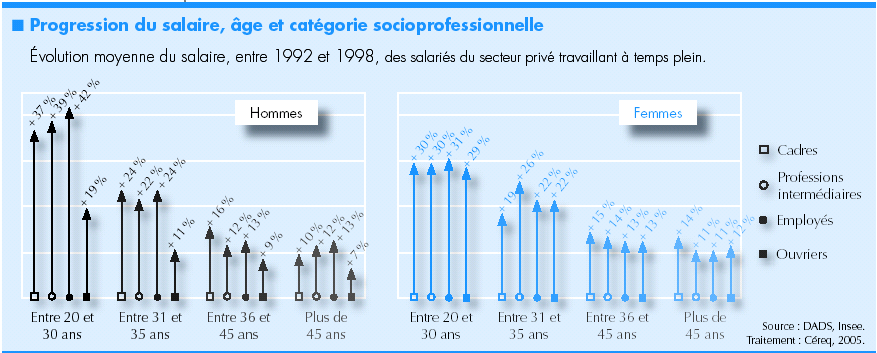 Progression du salaire, âge et catégorie socioprofessionnelle
Évolution moyenne du salaire, entre 1992 et 1998, des salariés du secteur privé travaillant à temps plein.
Hommes
+ 37 % + 39 % + 42 % + 19 %
+ 24 % + 22 % + 24 % + 11 %
+ 16 % + 12 % + 13 % + 9 %
+ 10 % + 12 % + 13 % + 7 %
Entre 20 et
30 ans
Entre 31 et
35 ans
Entre 36 et
45 ans
Plus de
45 ans
Femmes
+ 30 % + 30 % + 31 % + 29 %
+ 19 + 26 % + 22 % + 22 %
+ 15 % + 14 % + 13 % + 13 %
+ 14 % + 11 % + 11 % + 12 %
Entre 20 et
30 ans
Entre 31 et
35 ans
Entre 36 et
45 ans
Plus de
45 ans
Cadres
Professions
intermédiaires
Employés
Ouvriers
Source : DADS, Insee.
Traitement : Céreq, 2005.